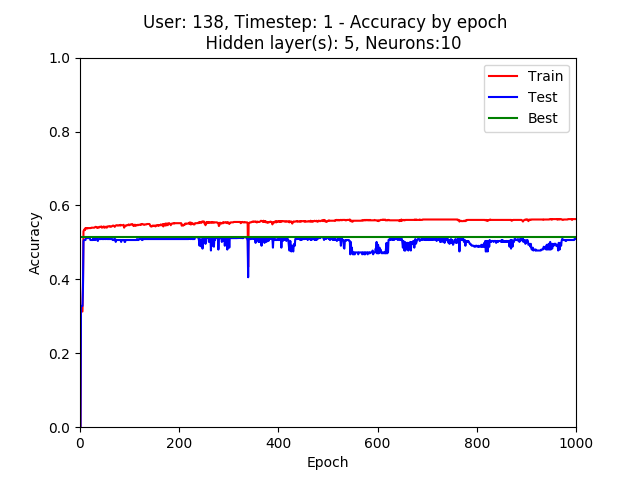 User: 138, Timestep: 1 - Accuracy by epoch
Hidden layer(s): 5, Neurons:10
Train
Test
Best
1.0
0.8
0.6
0.4
0.2
0.0
Accuracy
0 200 400 600 800 1000
Epoch